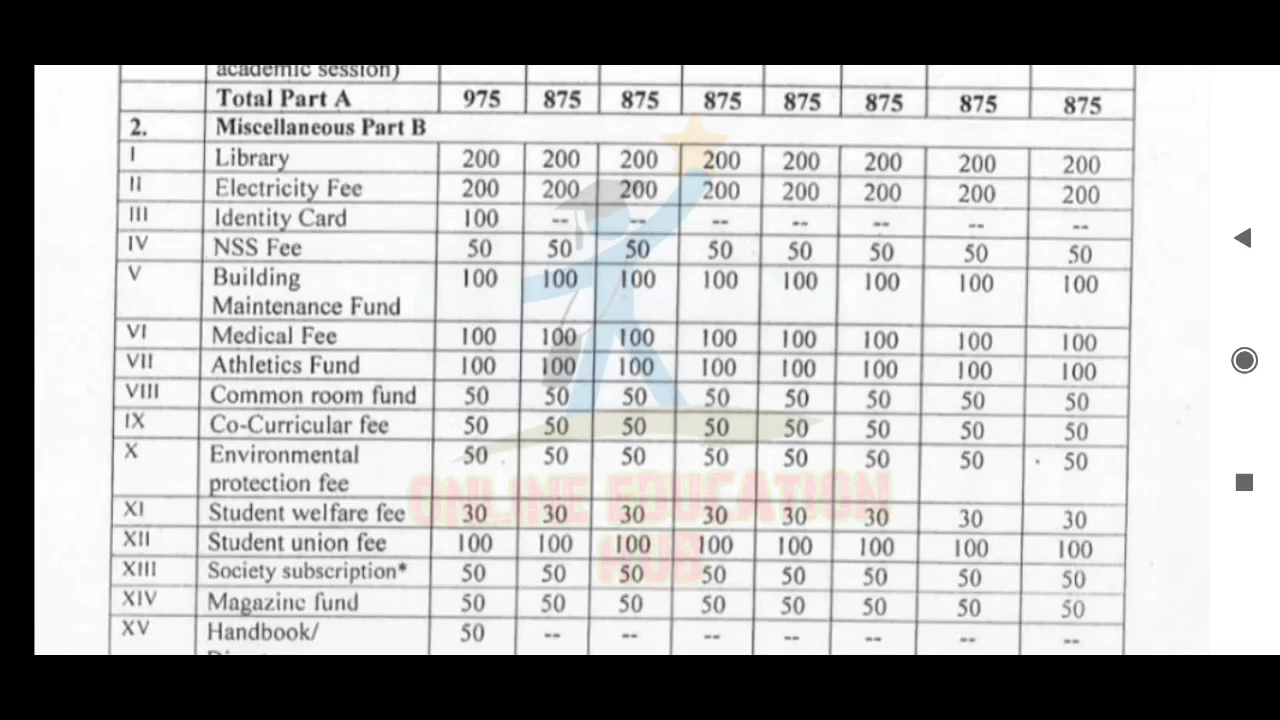 academic session)
Total Part A 975 875 875 875 875 875 875 875
2. Miscellaneous Part B
I Library 200 200 200 200 200 200 200 200
II Electricity Fee 200 200 200 200 200 200 200 200
III Identity Card 100 -- -- -- -- -- -- --
IV NSS Fee 50 50 50 50 50 50 50 50
V Building 100 100 100 100 100 100 100 100
Maintenance Fund
VI Medical Fee 100 100 100 100 100 100 100 100
VII Athletics Fund 100 100 100 100 100 100 100 100
VIII Common room fund 50 50 50 50 50 50 50 50
IX Co-Curricular fee 50 50 50 50 50 50 50 50
X Environmental 50 50 50 50 50 50 50 50
protection fee
ONLINE EDUCATION
XI Student welfare fee 30 30 30 30 30 30 30 30
XII Student union fee 100 100 100 100 100 100 100 100
HUB
XIII Society subscription* 50 50 50 50 50 50 50 50
XIV Magazine fund 50 50 50 50 50 50 50 50
XV Handbook/ 50 -- -- -- -- -- -- --